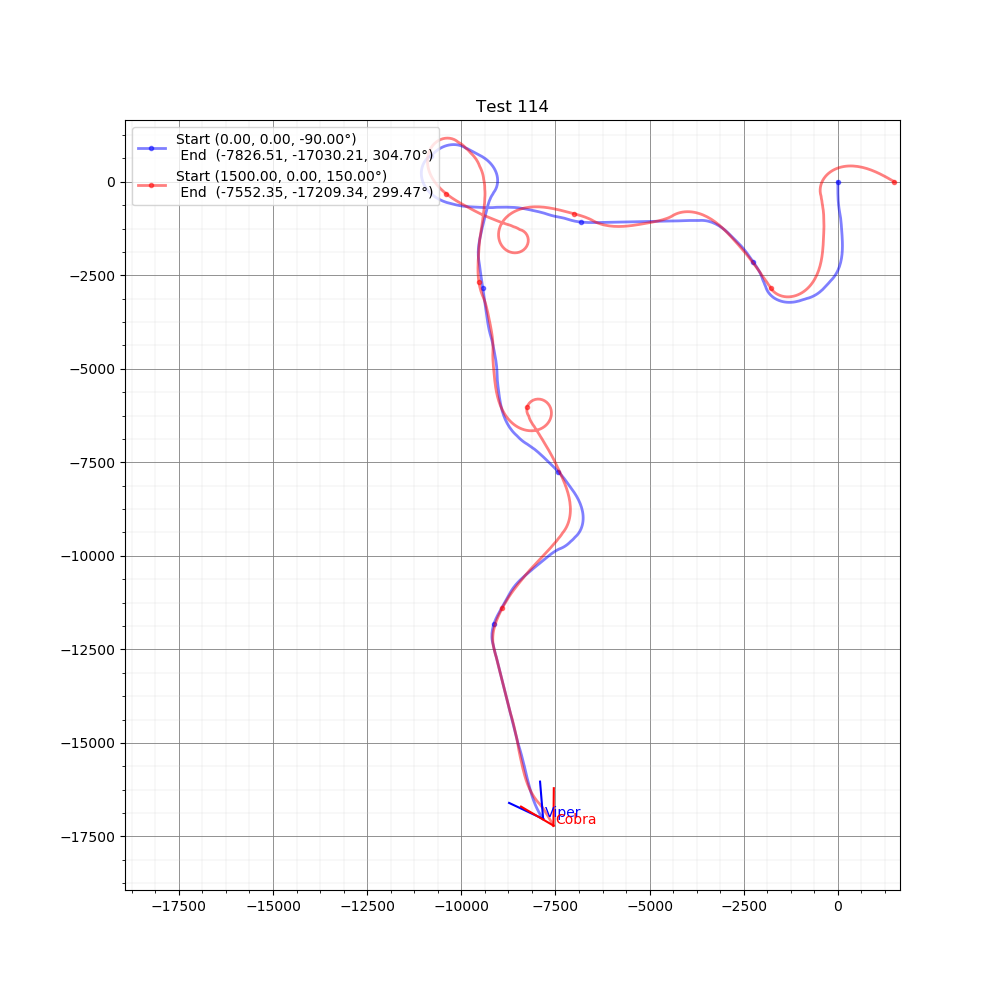 Test 114
Start (0.00, 0.00, -90.00°)
End (-7826.51, -17030.21, 304.70°)
Start (1500.00, 0.00, 150.00°)
End (-7552.35, -17209.34, 299.47°)
0
−2500
−5000
−7500
−10000
−12500
−15000
−17500
Viper
Cobra
−17500 −15000 −12500 −10000 −7500 −5000 −2500 0